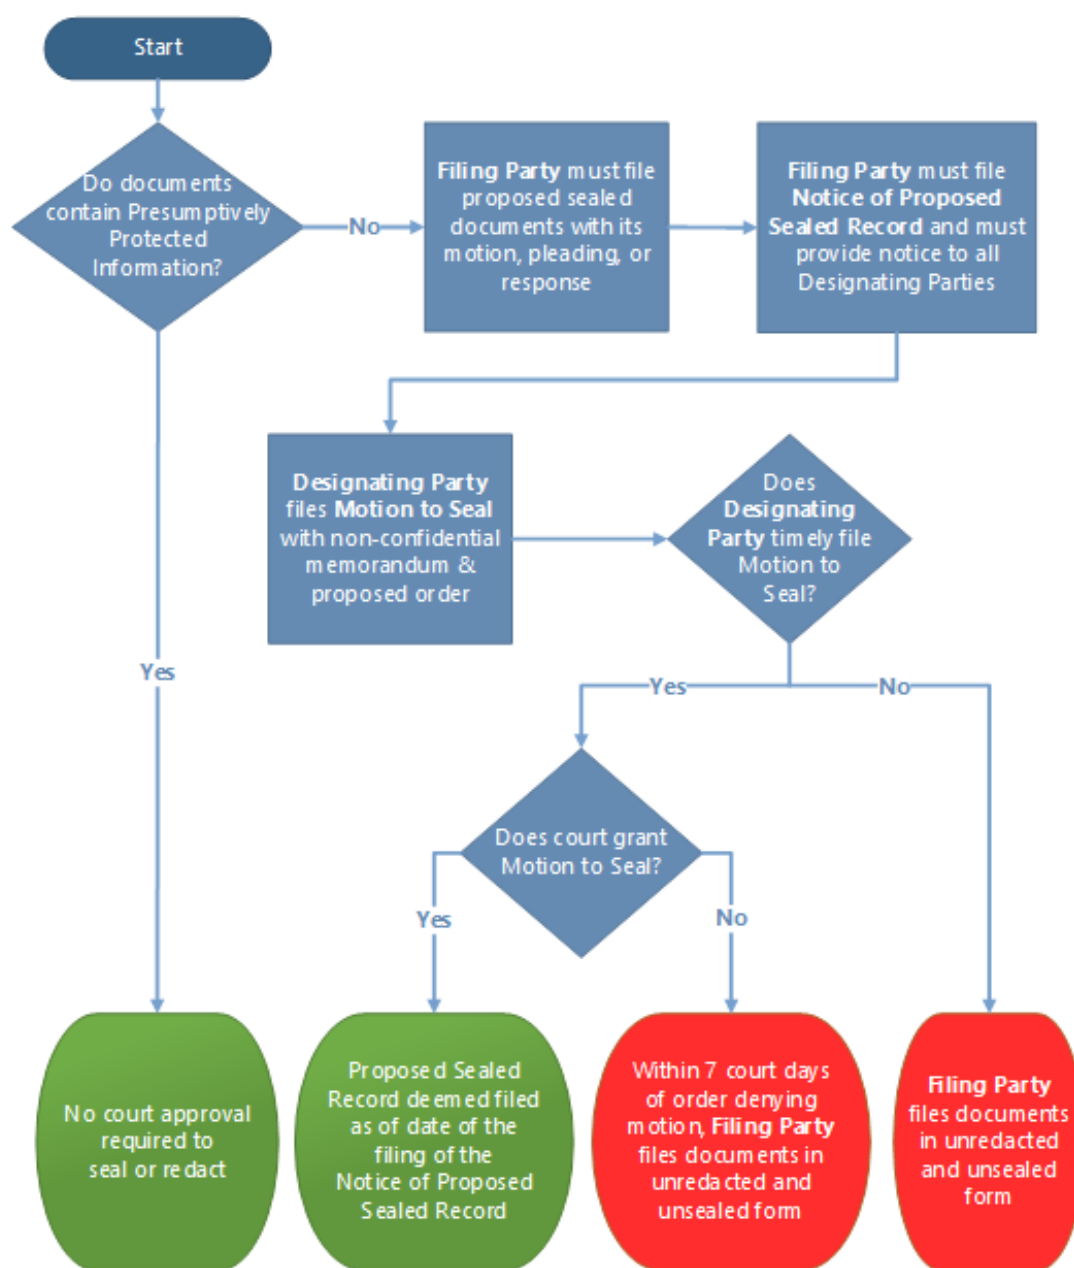 Start
Do documents
contain Presumptively
Protected
Information?
No
Filing Party must file
proposed sealed
documents with its
motion, pleading, or
response
Filing Party must file
Notice of Proposed
Sealed Record and must
provide notice to all
Designating Parties
Designating Party
files Motion to Seal
with non-confidential
memorandum &
proposed order
Does
Designating
Party timely file
Motion to
Seal?
Yes
Yes
No
Does court grant
Motion to Seal?
Yes
No
No court approval
required to
seal or redact
Proposed Sealed
Record deemed filed
as of date of the
filing of the
Notice of Proposed
Sealed Record
Within 7 court days
of order denying
motion, Filing Party
files documents in
unredacted and
unsealed form
Filing Party
files documents
in unredacted
and unsealed
form